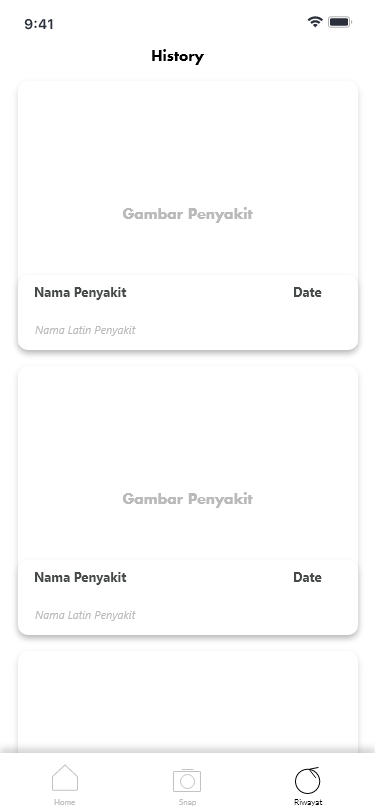 9:41
History
Gambar Penyakit
Nama Penyakit Date
Nama Latin Penyakit
Gambar Penyakit
Nama Penyakit Date
Nama Latin Penyakit
Home Snap Riwayat